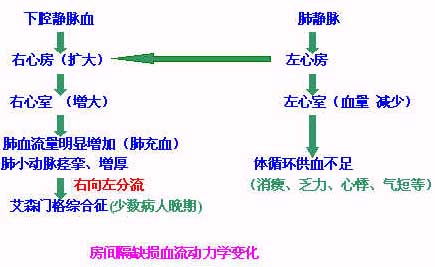 下腔静脉血
肺静脉
右心房（扩大）
左心房
右心室 （增大）
左心室（血量 减少）
肺血流量明显增加（肺充血）
肺小动脉痉挛、增厚
体循环供血不足
右向左分流
（消瘦、乏力、心悸、气短等）
艾森门格综合征(少数病人晚期)
房间隔缺损血流动力学变化